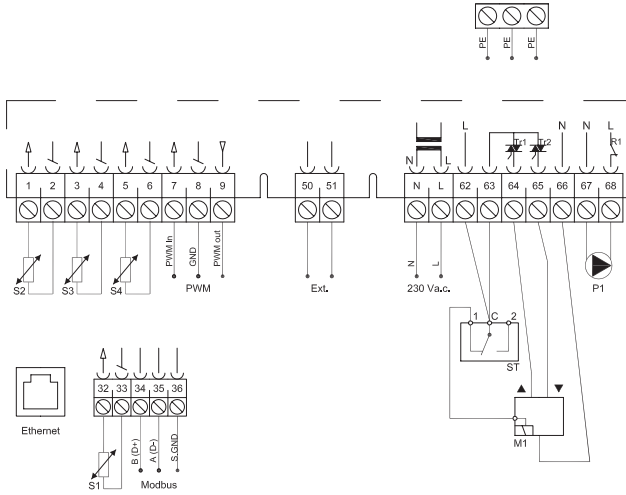 PE PE PE
L N N L
Tr1 Tr2 R1
N L
1 2 3 4 5 6 7 8 9 50 51 N L 62 63 64 65 66 67 68
PWM in GND PWM out
N L
S2 S3 S4 PWM Ext. 230 Va.c. P1
1 C 2
ST
32 33 34 35 36
Ethernet
M1
B (D+) A (D-) S.GND
S1 Modbus